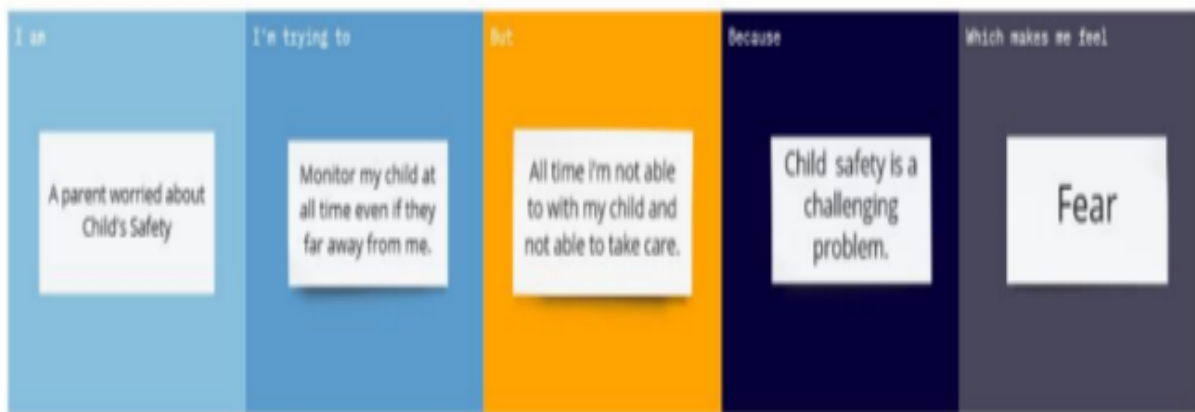 I am
A parent worried about
Child's Safety
I'm trying to
Monitor my child at
all time even if they
far away from me.
But
All time i'm not able
to with my child and
not able to take care.
Because
Child safety is a
challenging
problem.
Which makes me feel
Fear